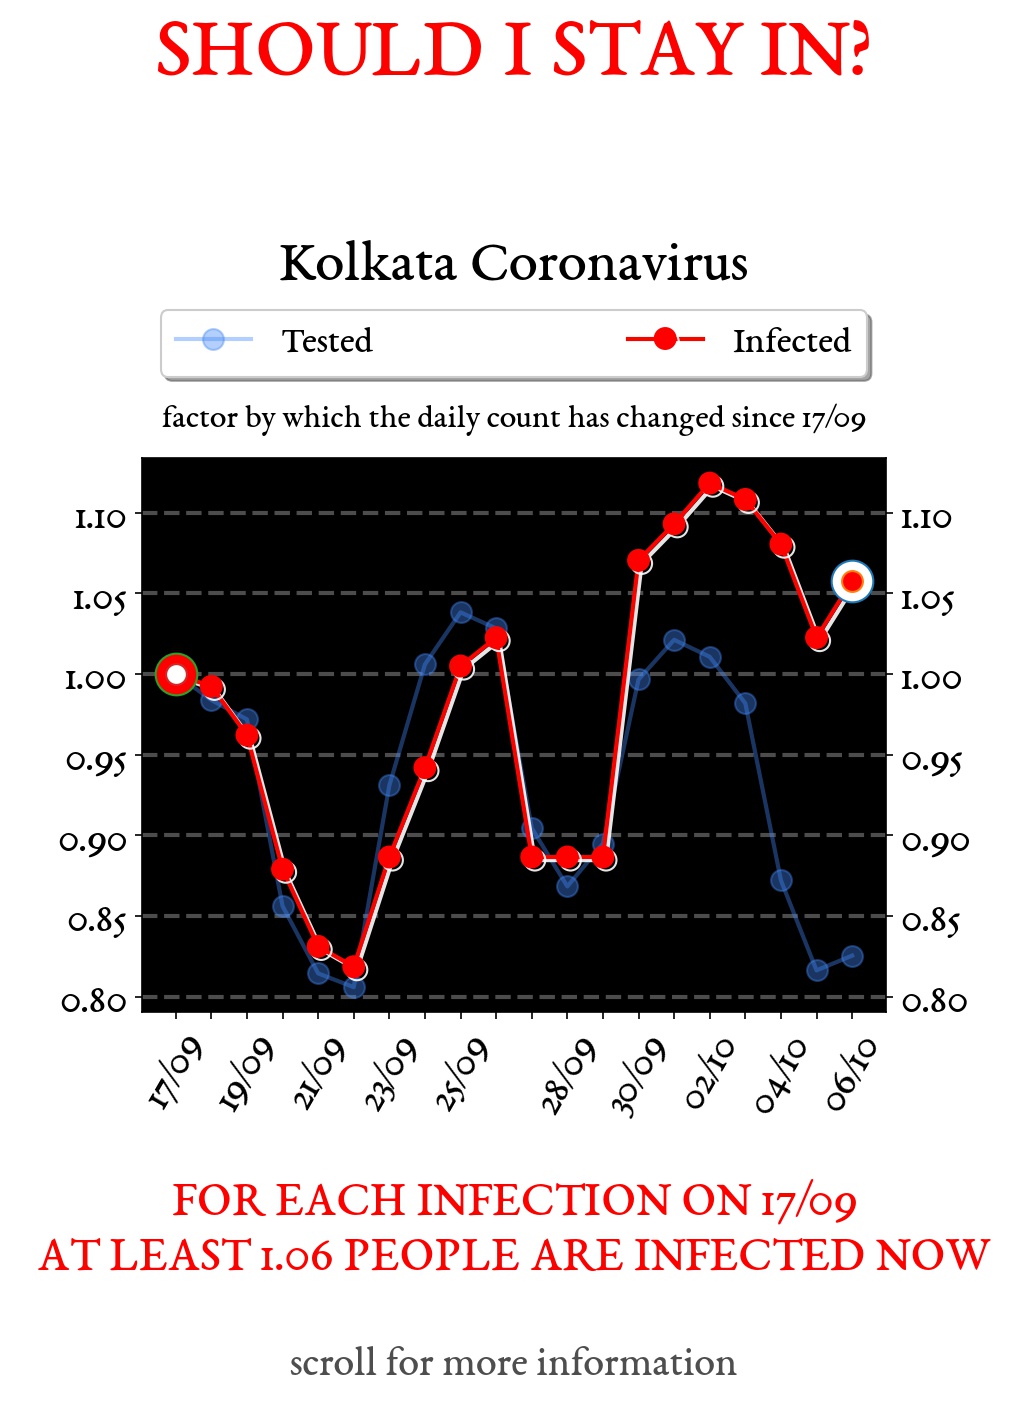 SHOULD I STAY IN?
Kolkata Coronavirus
Tested Infected
factor by which the daily count has changed since 17/09
1.10 1.10
1.05 1.05
1.00 1.00
0.95 0.95
0.90 0.90
0.85 0.85
0.80 0.80
17/09 19/09 21/09 23/09 25/09 28/09 30/09 02/10 04/10 06/10
FOR EACH INFECTION ON 17/09
AT LEAST 1.06 PEOPLE ARE INFECTED NOW
scroll for more information